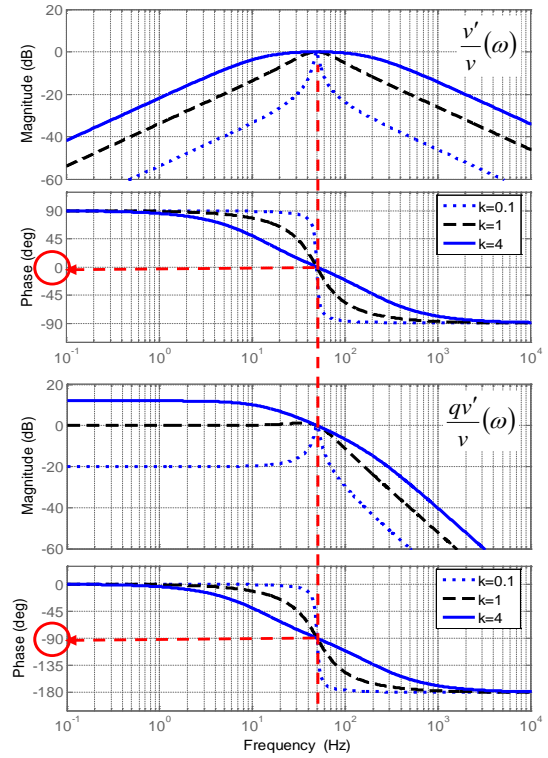 20
0
-20
-40
-60
Magnitude (dB)
v′/v (ω)
90
45
0
-45
-90
Phase (deg)
k=0.1
k=1
k=4
10^-1 10^0 10^1 10^2 10^3 10^4
20
0
-20
-40
-60
Magnitude (dB)
qv′/v (ω)
0
-45
-90
-135
-180
Phase (deg)
k=0.1
k=1
k=4
10^-1 10^0 10^1 10^2 10^3 10^4
Frequency (Hz)